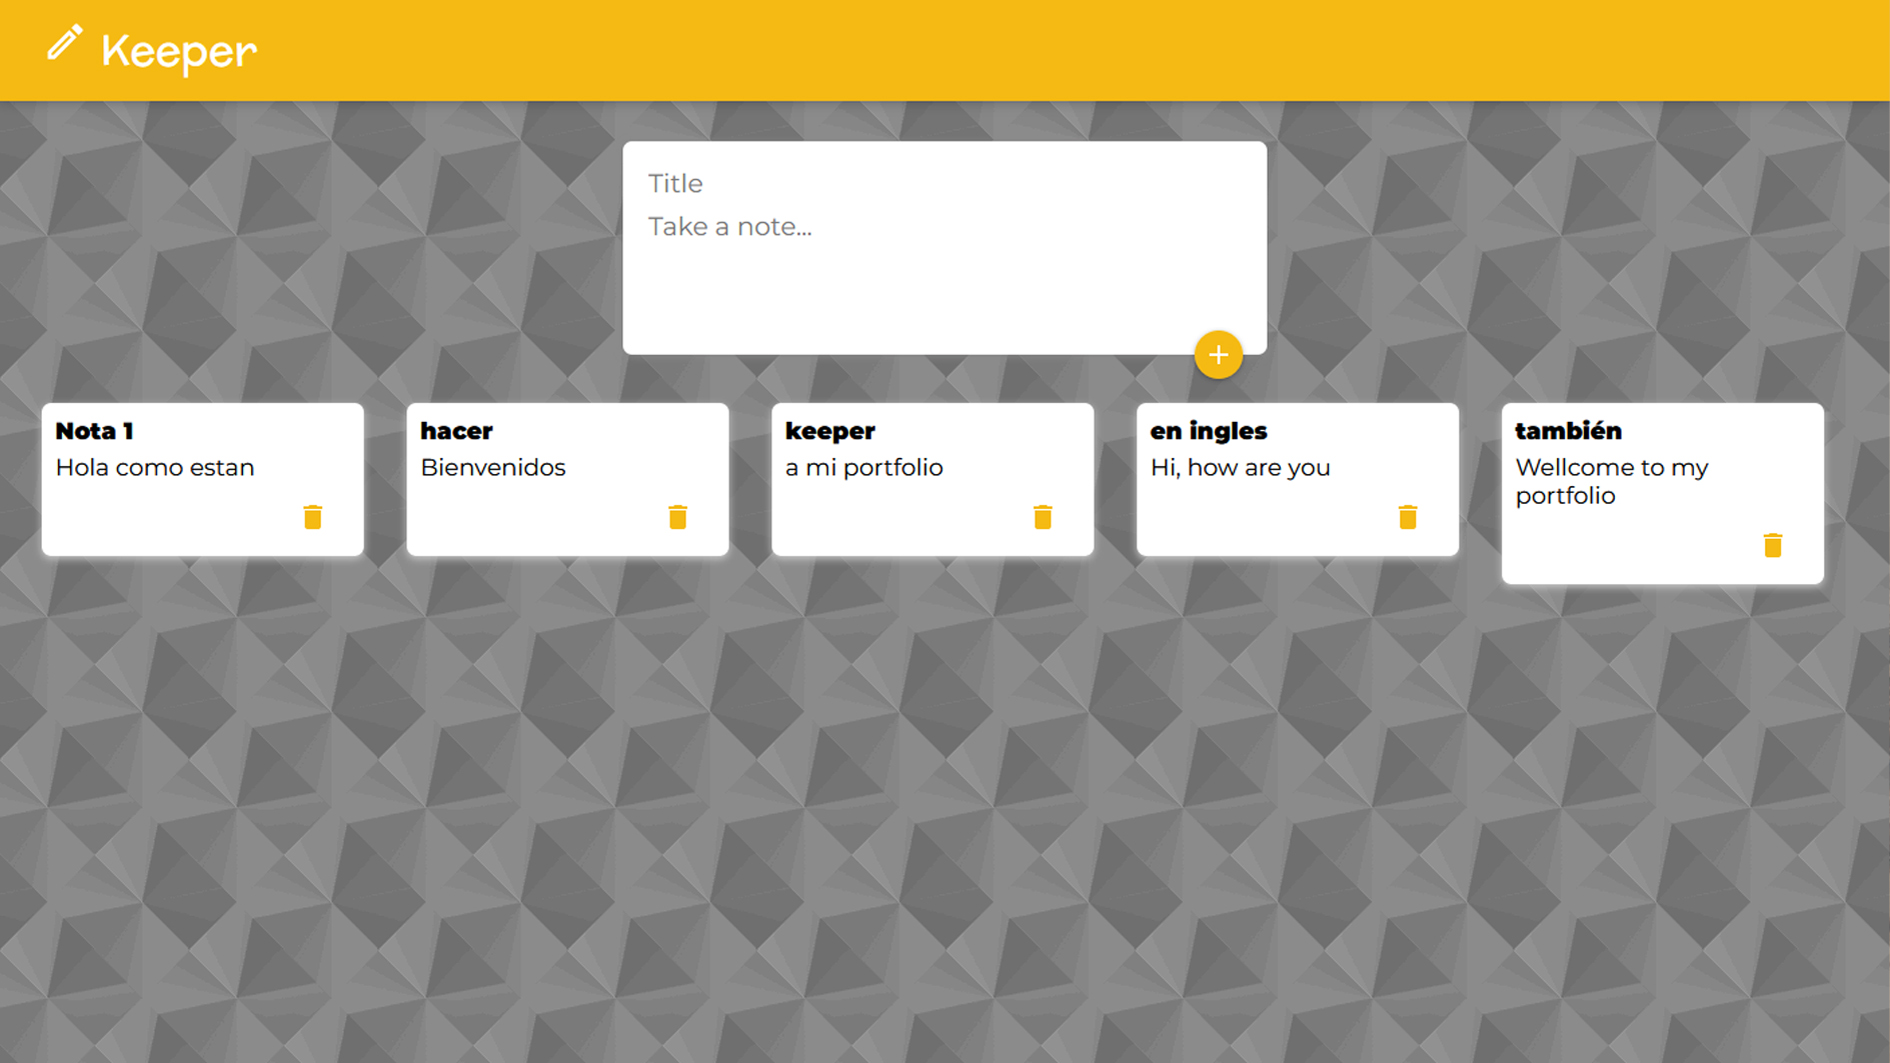 Keeper
Title
Take a note...
Nota 1
Hola como estan
hacer
Bienvenidos
keeper
a mi portfolio
en ingles
Hi, how are you
también
Wellcome to my
portfolio